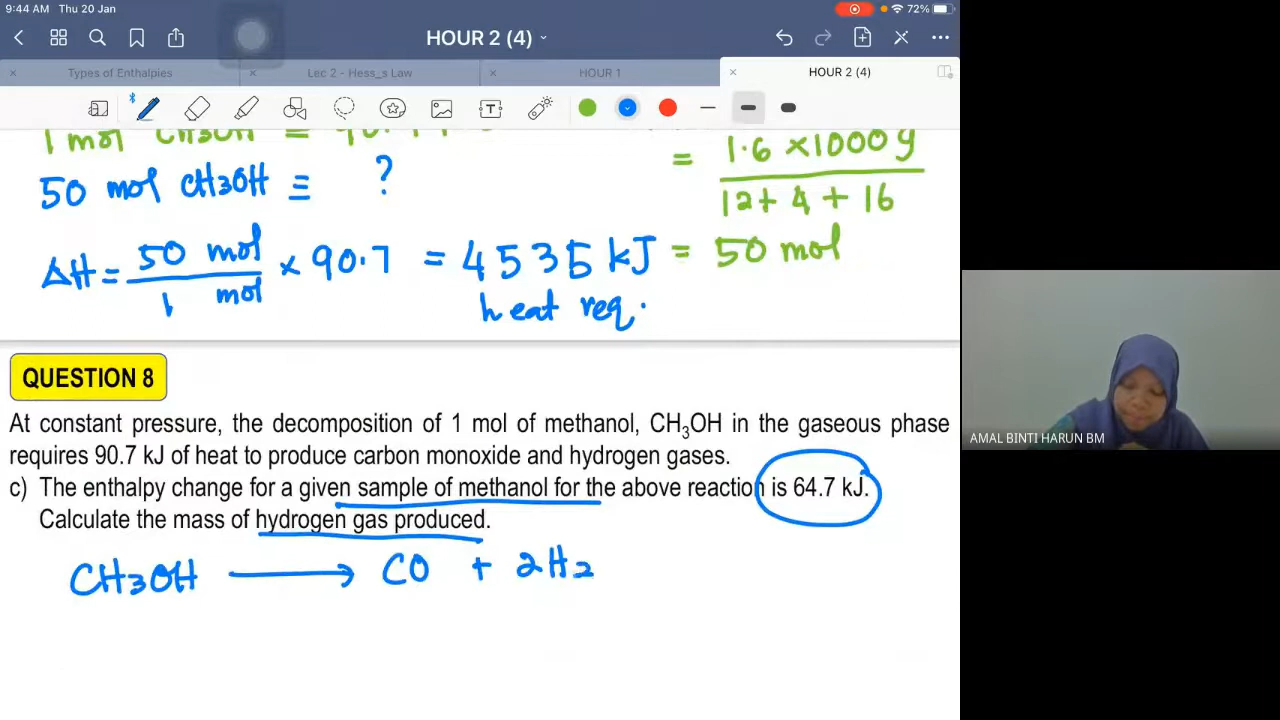 9:44 AM Thu 20 Jan
72%
HOUR 2 (4)
Types of Enthalpies
Lec 2 - Hess_s Law
HOUR 1
HOUR 2 (4)
1 mol CH3OH ≡ 90.
50 mol CH3OH ≡ ?
ΔH = 50 mol / 1 mol × 90.7 = 4535 kJ
heat req.
= 1.6 × 1000 g
12 + 4 + 16
= 50 mol
QUESTION 8
At constant pressure, the decomposition of 1 mol of methanol, CH₃OH in the gaseous phase
requires 90.7 kJ of heat to produce carbon monoxide and hydrogen gases.
c) The enthalpy change for a given sample of methanol for the above reaction is 64.7 kJ.
Calculate the mass of hydrogen gas produced.
CH3OH ⟶ CO + 2H2
AMAL BINTI HARUN BM